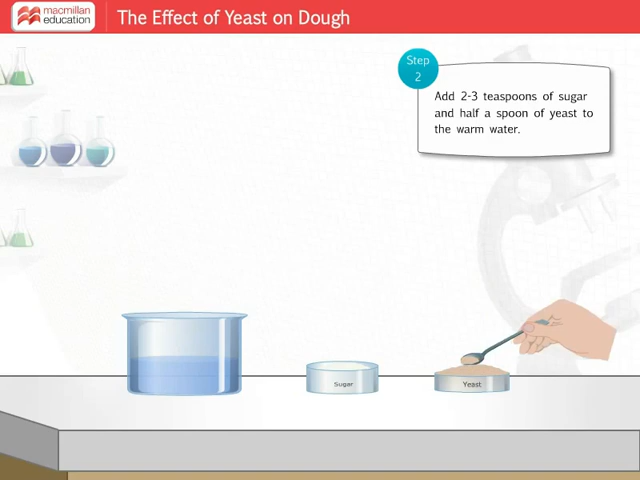 macmillan
education
The Effect of Yeast on Dough
Step
2
Add 2-3 teaspoons of sugar
and half a spoon of yeast to
the warm water.
Sugar
Yeast